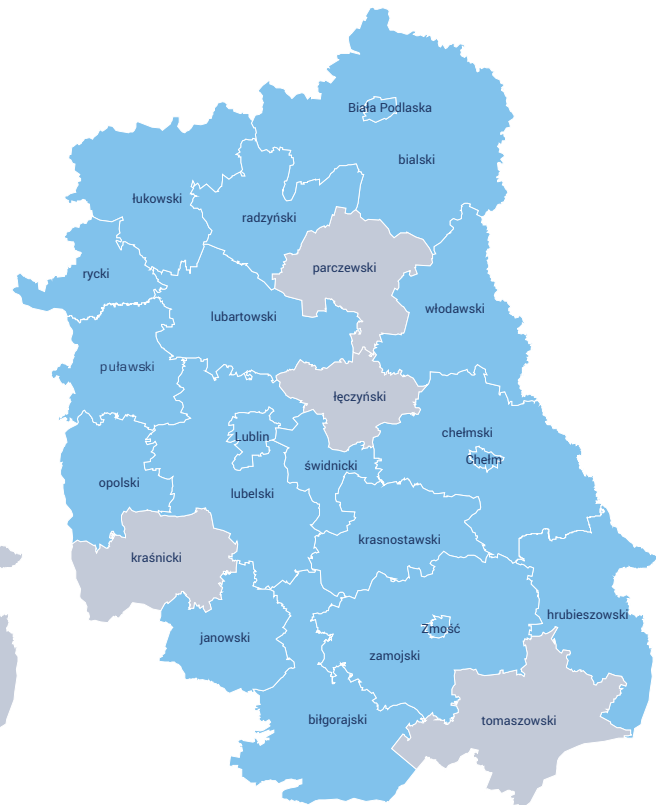 Biała Podlaska
bialski
łukowski
radzyński
parczewski
rycki
włodawski
lubartowski
puławski
łęczyński
chełmski
Lublin
Chełm
świdnicki
opolski
lubelski
krasnostawski
kraśnicki
hrubieszowski
Zmość
janowski
zamojski
biłgorajski
tomaszowski